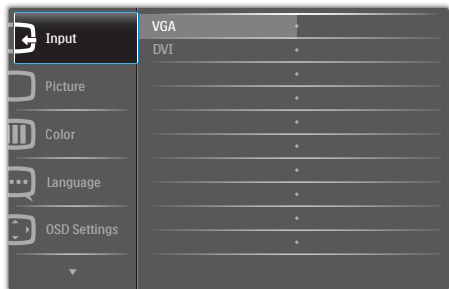 Input
Picture
Color
Language
OSD Settings
VGA
DVI